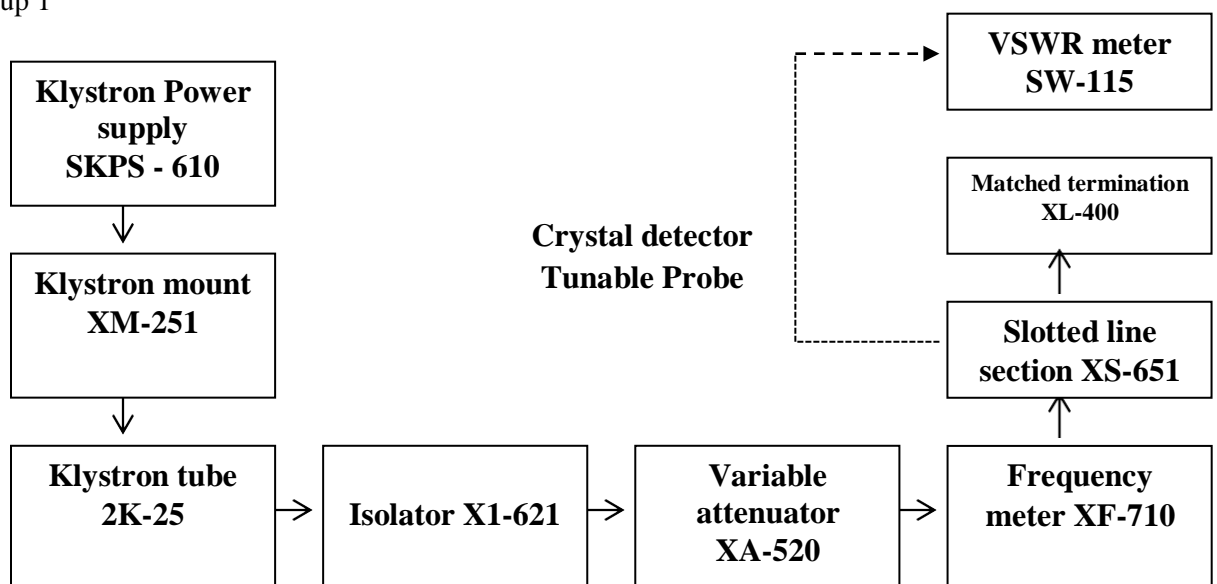 up 1
VSWR meter
SW-115
Klystron Power
supply
SKPS - 610
Matched termination
XL-400
Crystal detector
Tunable Probe
Klystron mount
XM-251
Slotted line
section XS-651
Klystron tube
2K-25
Isolator X1-621
Variable
attenuator
XA-520
Frequency
meter XF-710